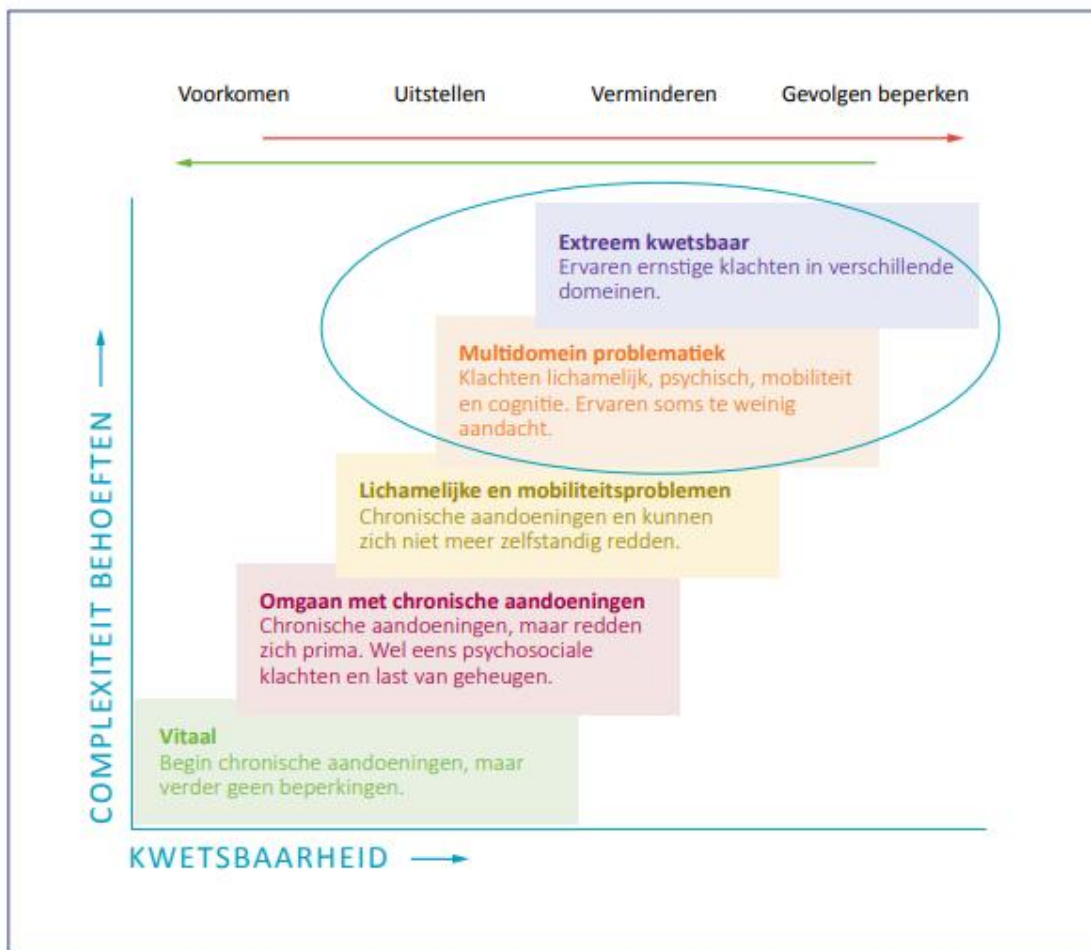 Voorkomen Uitstellen Verminderen Gevolgen beperken
Extreem kwetsbaar
Ervaren ernstige klachten in verschillende
domeinen.
Multidomein problematiek
Klachten lichamelijk, psychisch, mobiliteit
en cognitie. Ervaren soms te weinig
aandacht.
Lichamelijke en mobiliteitsproblemen
Chronische aandoeningen en kunnen
zich niet meer zelfstandig redden.
Omgaan met chronische aandoeningen
Chronische aandoeningen, maar redden
zich prima. Wel eens psychosociale
klachten en last van geheugen.
Vitaal
Begin chronische aandoeningen, maar
verder geen beperkingen.
COMPLEXITEIT BEHOEFTEN
KWETSBAARHEID